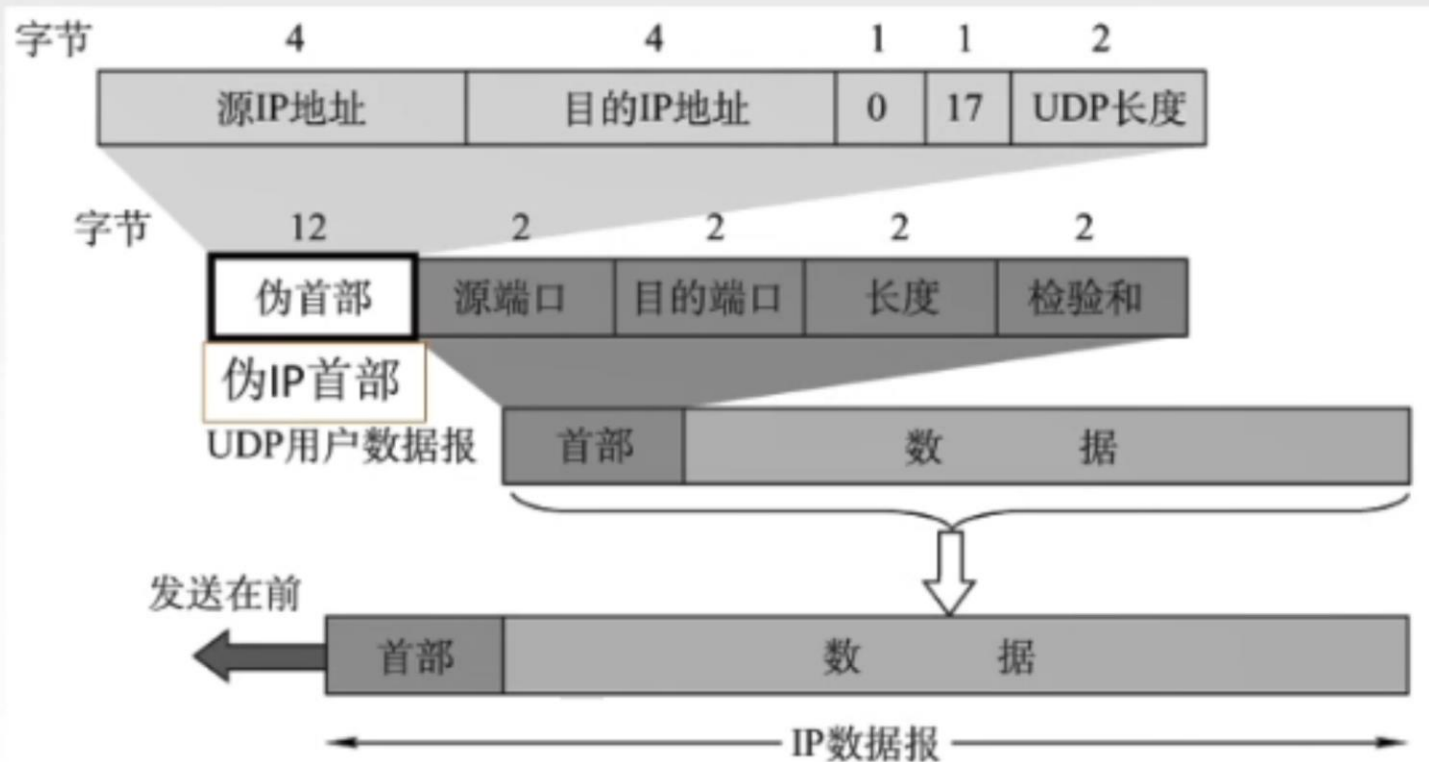 字节 4 4 1 1 2
源IP地址 目的IP地址 0 17 UDP长度
字节 12 2 2 2 2
伪首部 源端口 目的端口 长度 检验和
伪IP首部
UDP用户数据报 首部 数 据
发送在前
首部 数 据
IP数据报